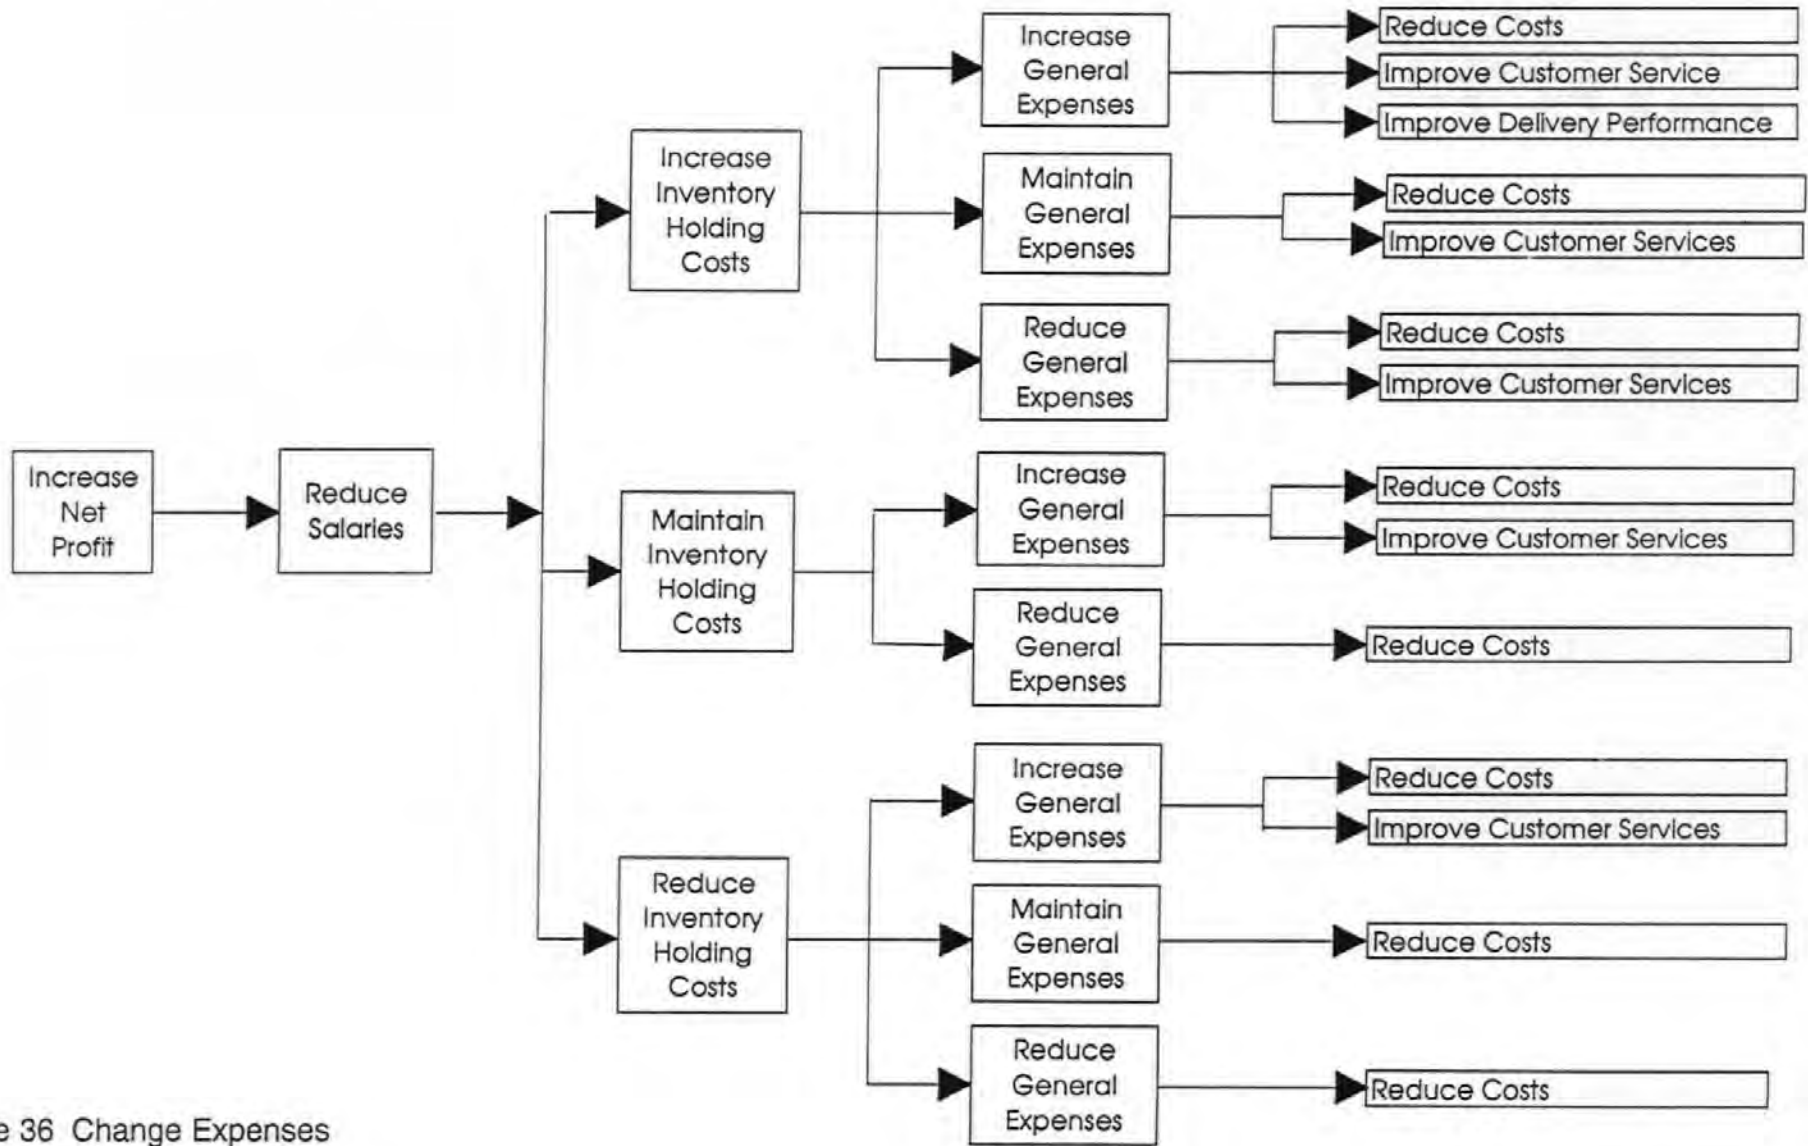 Increase
Net
Profit
Reduce
Salaries
Increase
Inventory
Holding
Costs
Maintain
Inventory
Holding
Costs
Reduce
Inventory
Holding
Costs
Increase
General
Expenses
Maintain
General
Expenses
Reduce
General
Expenses
Increase
General
Expenses
Reduce
General
Expenses
Increase
General
Expenses
Maintain
General
Expenses
Reduce
General
Expenses
Reduce Costs
Improve Customer Service
Improve Delivery Performance
Reduce Costs
Improve Customer Services
Reduce Costs
Improve Customer Services
Reduce Costs
Improve Customer Services
Reduce Costs
Reduce Costs
Improve Customer Services
Reduce Costs
Reduce Costs
e 36 Change Expenses